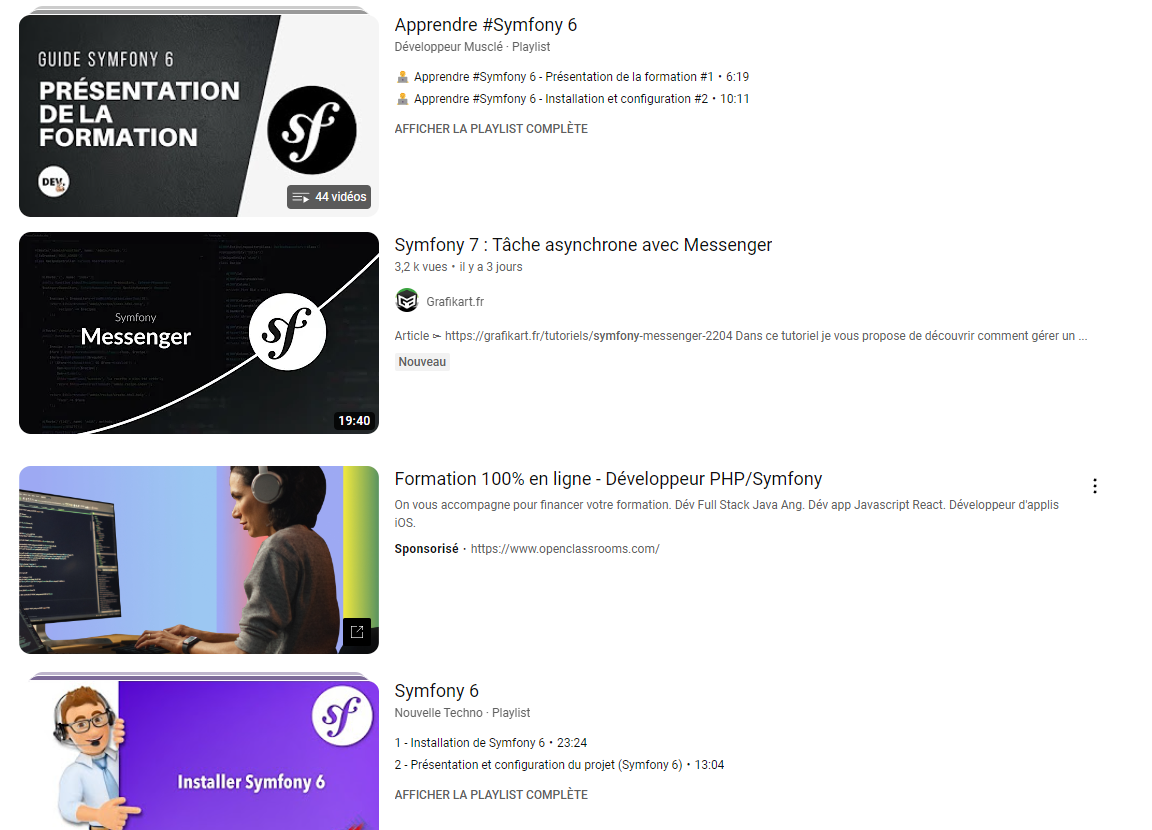 GUIDE SYMFONY 6
PRÉSENTATION
DE LA
FORMATION
sf
DEV.
44 vidéos
Apprendre #Symfony 6
Développeur Musclé · Playlist
Apprendre #Symfony 6 - Présentation de la formation #1 • 6:19
Apprendre #Symfony 6 - Installation et configuration #2 • 10:11
AFFICHER LA PLAYLIST COMPLÈTE
Symfony
Messenger
sf
19:40
Symfony 7 : Tâche asynchrone avec Messenger
3,2 k vues • il y a 3 jours
Grafikart.fr
Article ➳ https://grafikart.fr/tutoriels/symfony-messenger-2204 Dans ce tutoriel je vous propose de découvrir comment gérer un ...
Nouveau
Formation 100% en ligne - Développeur PHP/Symfony
On vous accompagne pour financer votre formation. Dév Full Stack Java Ang. Dév app Javascript React. Développeur d'applis
iOS.
Sponsorisé · https://www.openclassrooms.com/
sf
Installer Symfony 6
Symfony 6
Nouvelle Techno · Playlist
1 - Installation de Symfony 6 • 23:24
2 - Présentation et configuration du projet (Symfony 6) • 13:04
AFFICHER LA PLAYLIST COMPLÈTE